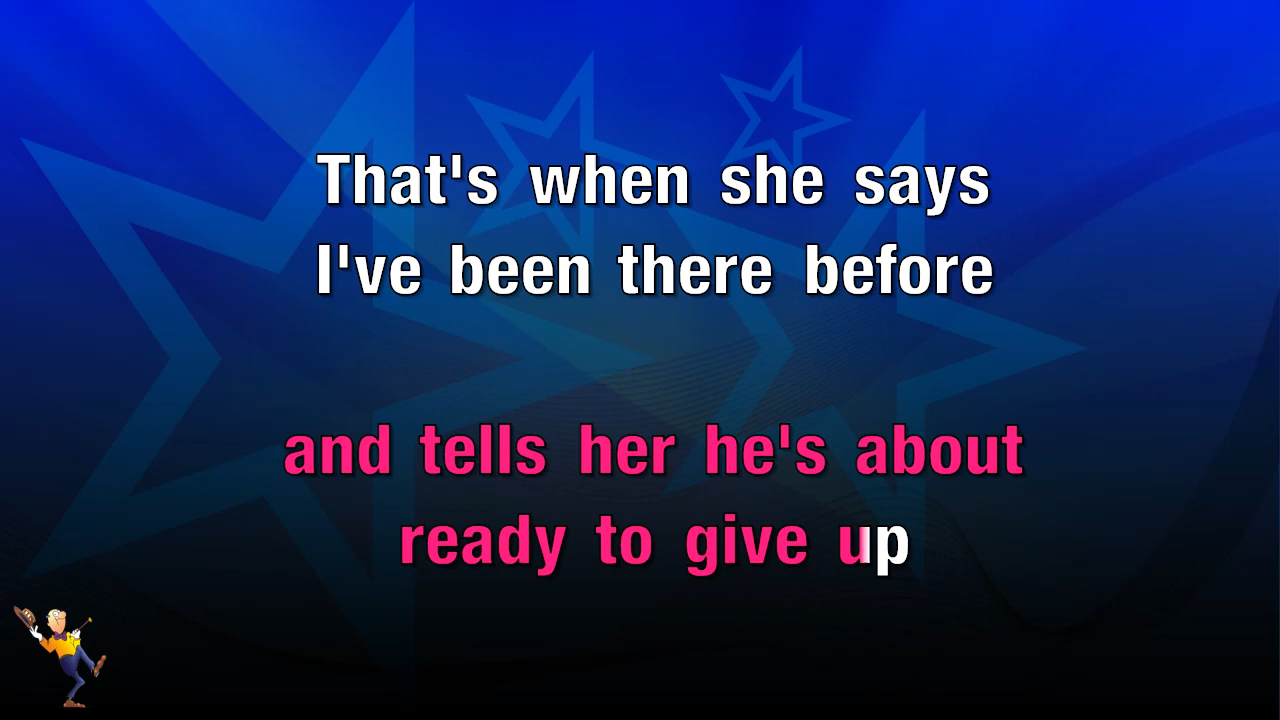 That's when she says
I've been there before
and tells her he's about
ready to give up